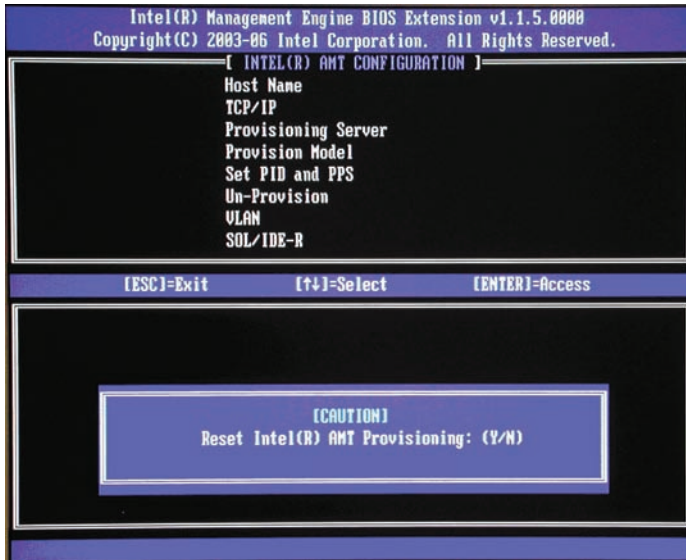 Intel(R) Management Engine BIOS Extension v1.1.5.0000
Copyright(C) 2003-06 Intel Corporation. All Rights Reserved.
[ INTEL(R) AMT CONFIGURATION ]
Host Name
TCP/IP
Provisioning Server
Provision Model
Set PID and PPS
Un-Provision
VLAN
SOL/IDE-R
[ESC]=Exit [↑↓]=Select [ENTER]=Access
[CAUTION]
Reset Intel(R) AMT Provisioning: (Y/N)